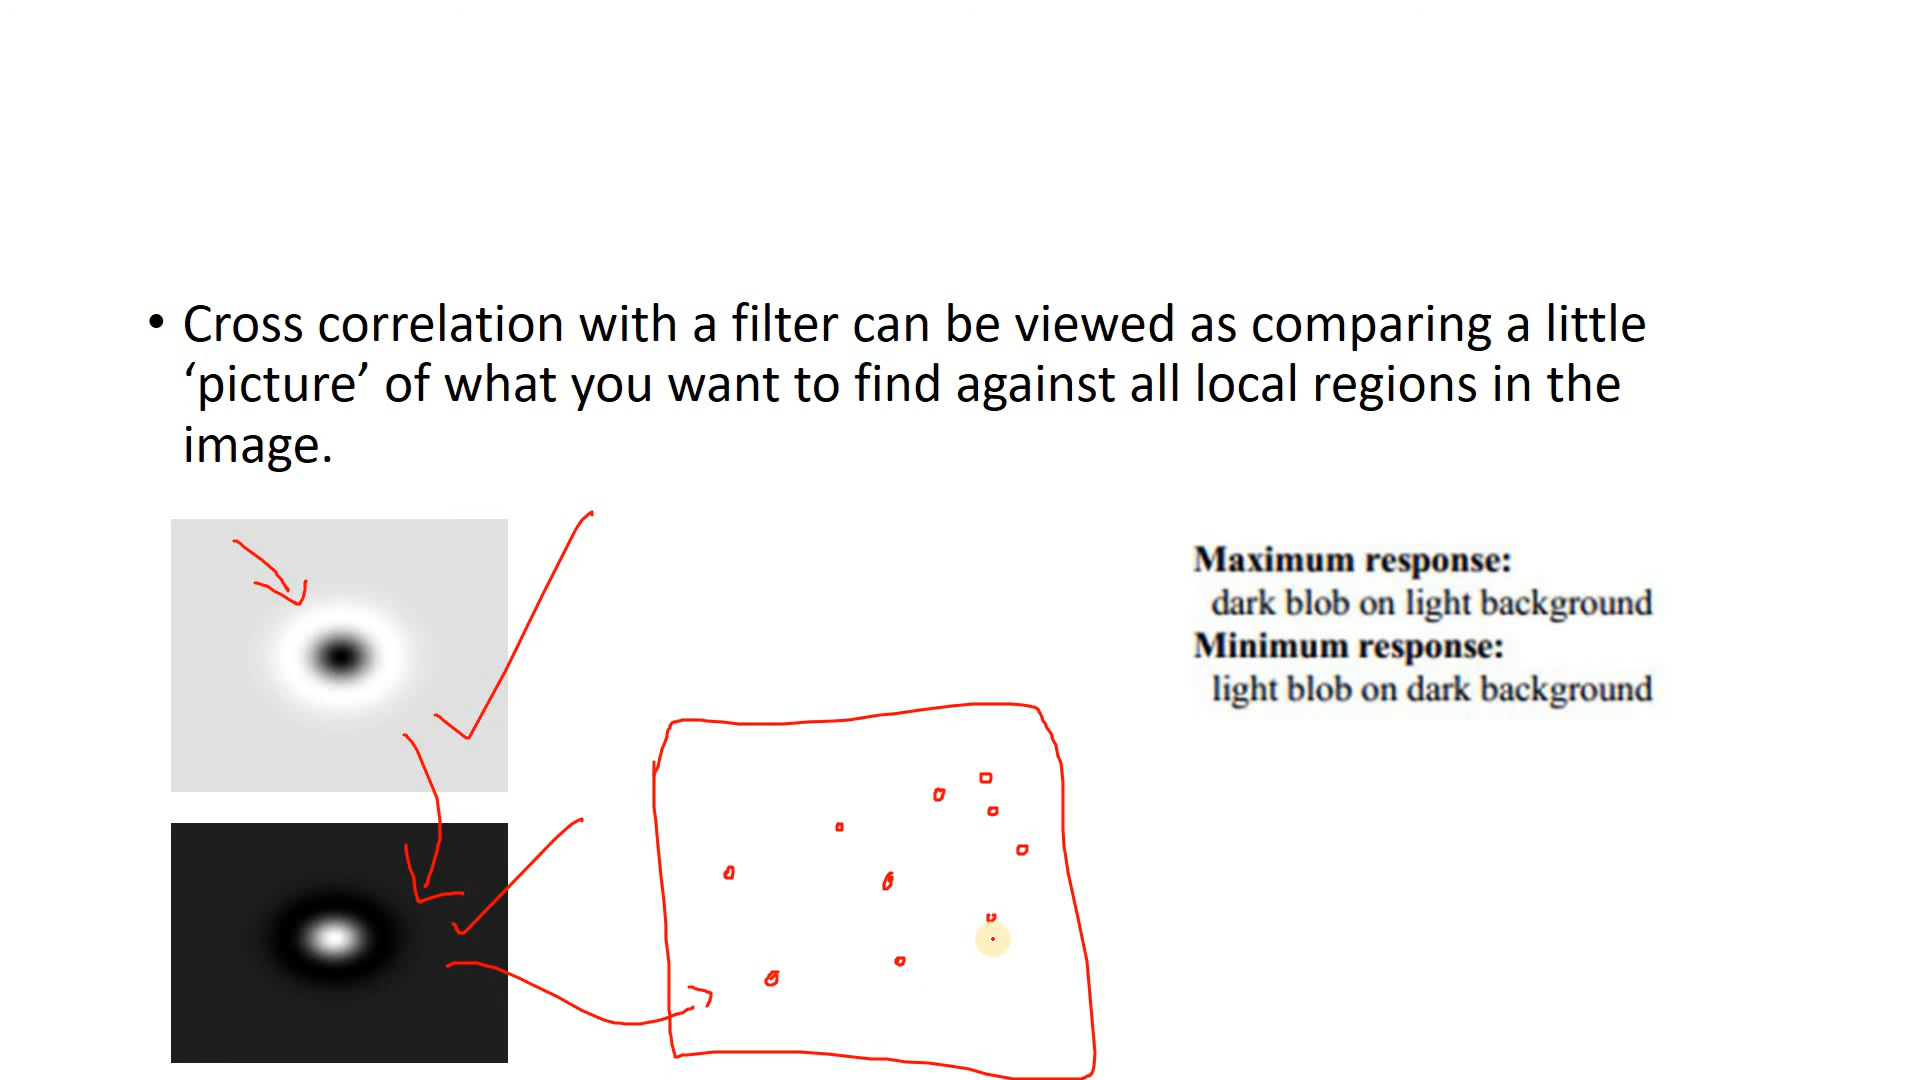 • Cross correlation with a filter can be viewed as comparing a little
‘picture’ of what you want to find against all local regions in the
image.
Maximum response:
dark blob on light background
Minimum response:
light blob on dark background